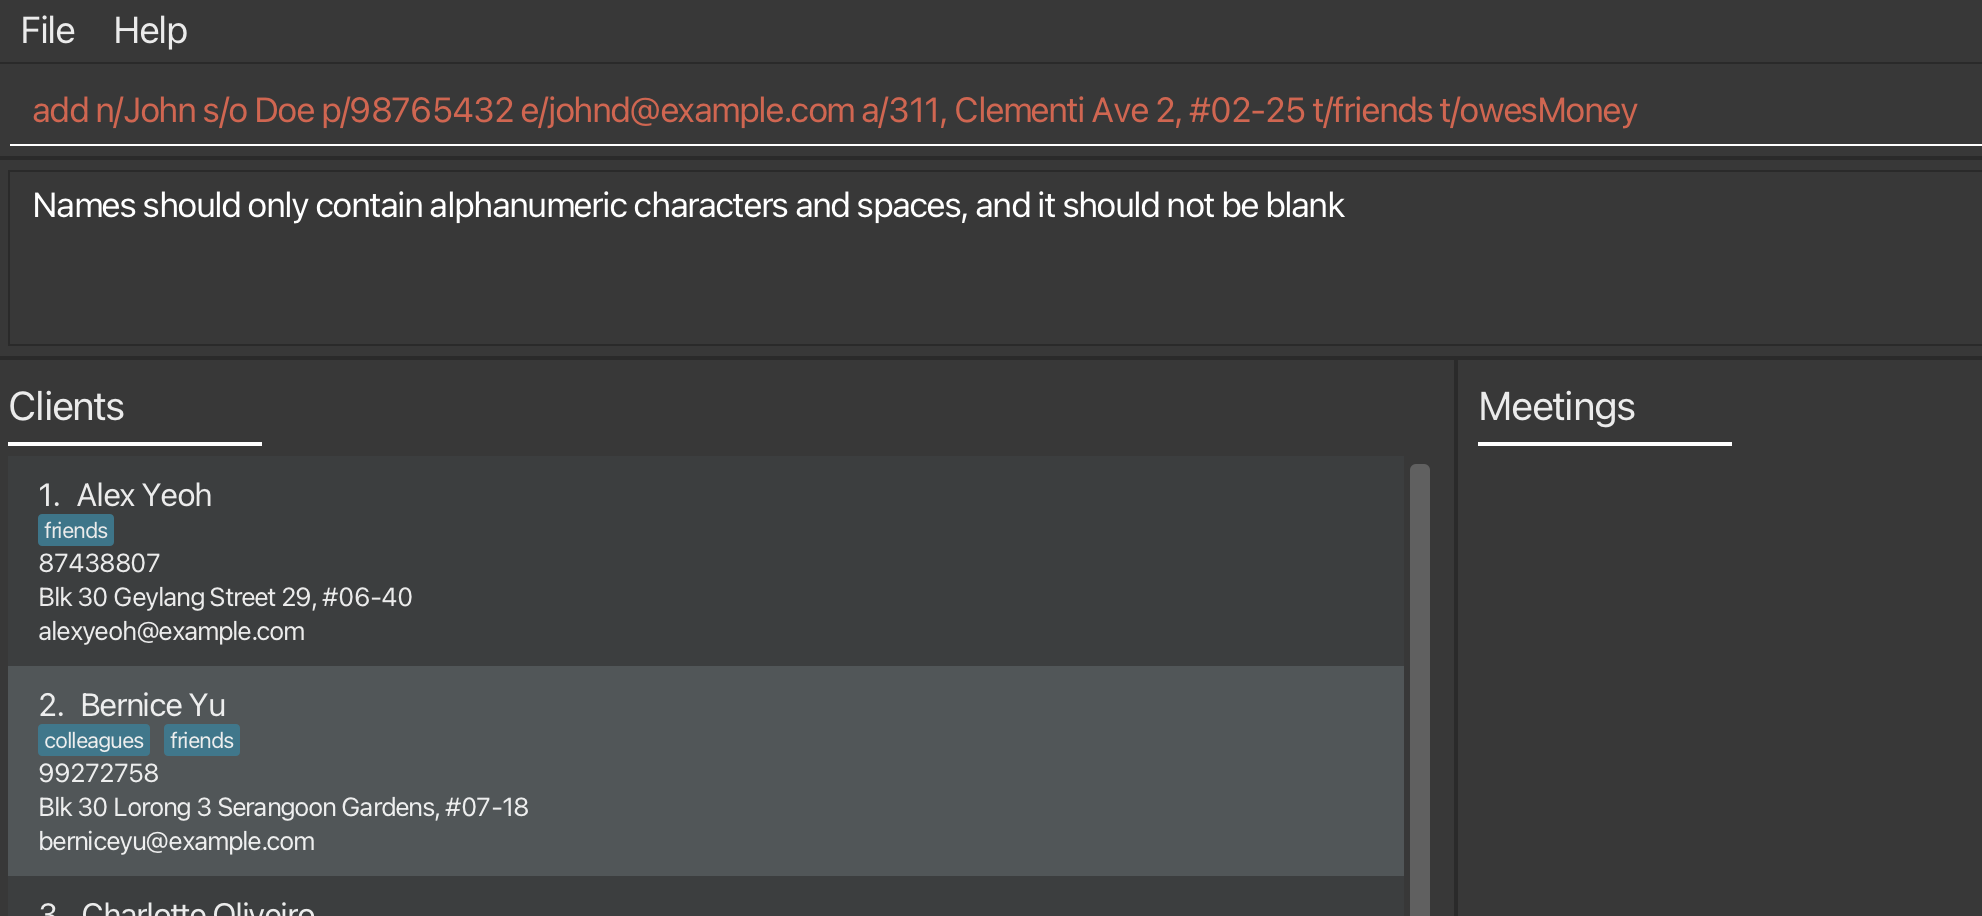 File Help
add n/John s/o Doe p/98765432 e/johnd@example.com a/311, Clementi Ave 2, #02-25 t/friends t/owesMoney
Names should only contain alphanumeric characters and spaces, and it should not be blank
Clients
1. Alex Yeoh
friends
87438807
Blk 30 Geylang Street 29, #06-40
alexyeoh@example.com
2. Bernice Yu
colleagues friends
99272758
Blk 30 Lorong 3 Serangoon Gardens, #07-18
berniceyu@example.com
3. Charlotte Oliveiro
Meetings